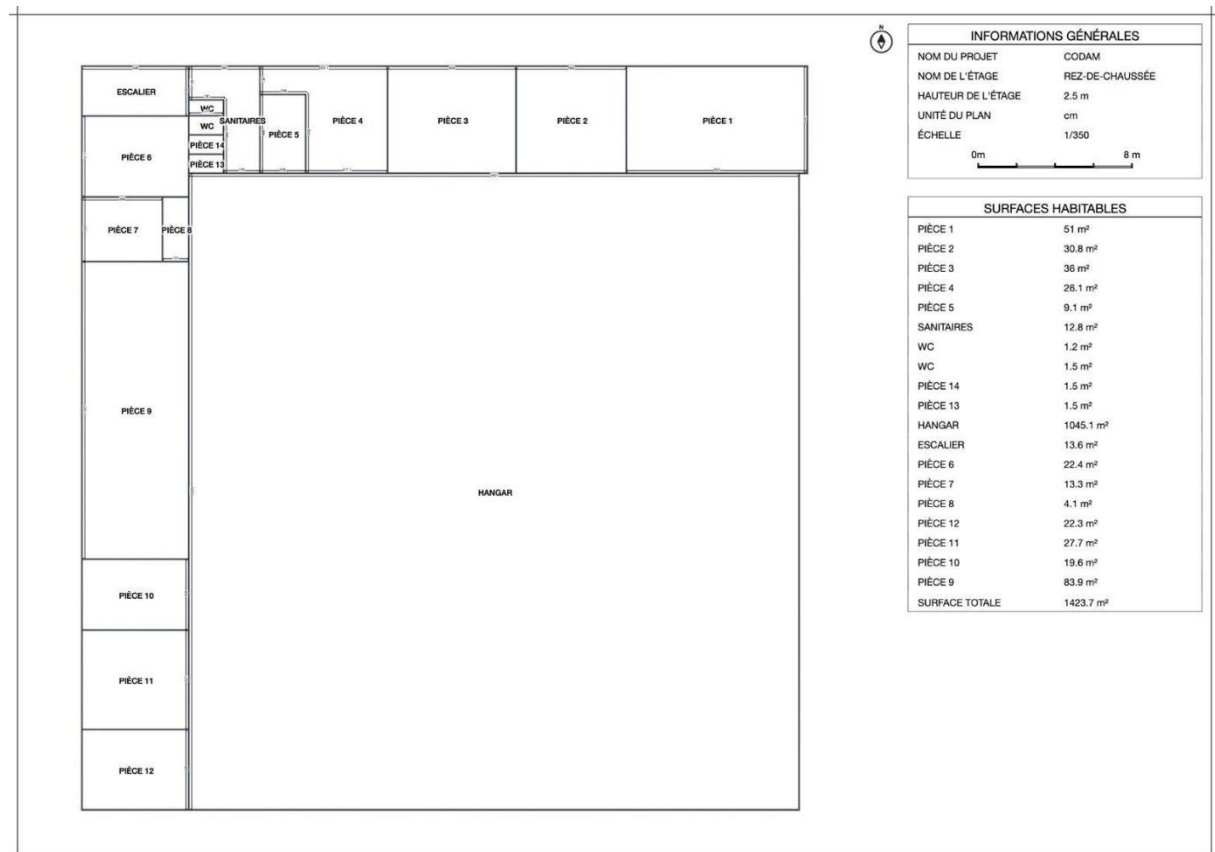 N
INFORMATIONS GÉNÉRALES
NOM DU PROJET CODAM
NOM DE L'ÉTAGE REZ-DE-CHAUSSÉE
HAUTEUR DE L'ÉTAGE 2.5 m
UNITÉ DU PLAN cm
ÉCHELLE 1/350
0m 8 m
SURFACES HABITABLES
PIÈCE 1 51 m²
PIÈCE 2 30.8 m²
PIÈCE 3 36 m²
PIÈCE 4 26.1 m²
PIÈCE 5 9.1 m²
SANITAIRES 12.8 m²
WC 1.2 m²
WC 1.5 m²
PIÈCE 14 1.5 m²
PIÈCE 13 1.5 m²
HANGAR 1045.1 m²
ESCALIER 13.6 m²
PIÈCE 6 22.4 m²
PIÈCE 7 13.3 m²
PIÈCE 8 4.1 m²
PIÈCE 12 22.3 m²
PIÈCE 11 27.7 m²
PIÈCE 10 19.6 m²
PIÈCE 9 83.9 m²
SURFACE TOTALE 1423.7 m²
ESCALIER
WC
WC
SANITAIRES
PIÈCE 5
PIÈCE 4
PIÈCE 3
PIÈCE 2
PIÈCE 1
PIÈCE 14
PIÈCE 13
PIÈCE 6
PIÈCE 7
PIÈCE 8
PIÈCE 9
HANGAR
PIÈCE 10
PIÈCE 11
PIÈCE 12